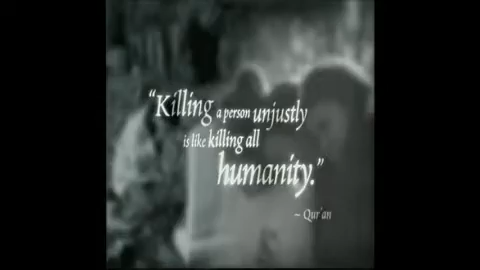 “Killing a person unjustly
is like killing all
humanity.”
~ Qur'an